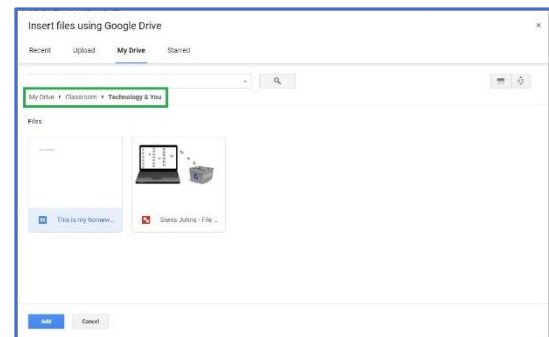 Insert files using Google Drive
×
Recent Upload My Drive Starred
My Drive Classroom Technology & You
Files
W This is my homew...
Sierra Johns - File ...
Add Cancel